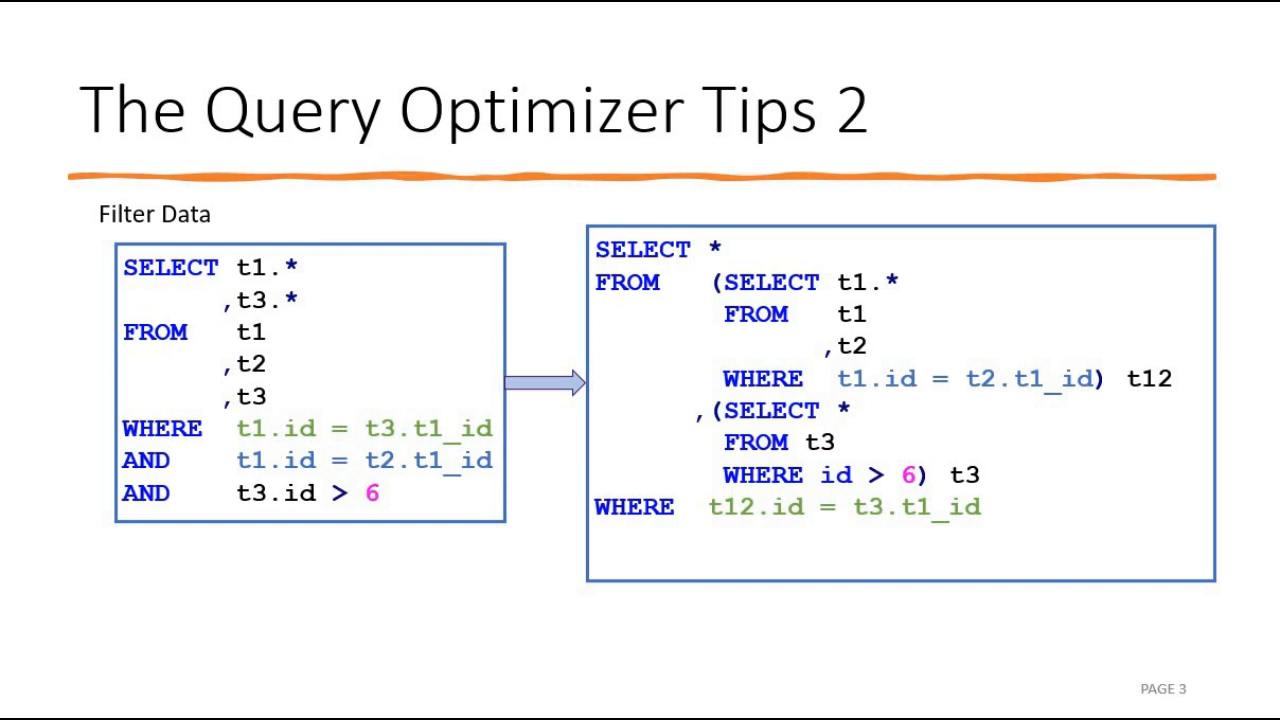 The Query Optimizer Tips 2
Filter Data
SELECT t1.*
,t3.*
FROM t1
,t2
,t3
WHERE t1.id = t3.t1_id
AND t1.id = t2.t1_id
AND t3.id > 6
SELECT *
FROM (SELECT t1.*
FROM t1
,t2
WHERE t1.id = t2.t1_id) t12
,(SELECT *
FROM t3
WHERE id > 6) t3
WHERE t12.id = t3.t1_id
PAGE 3